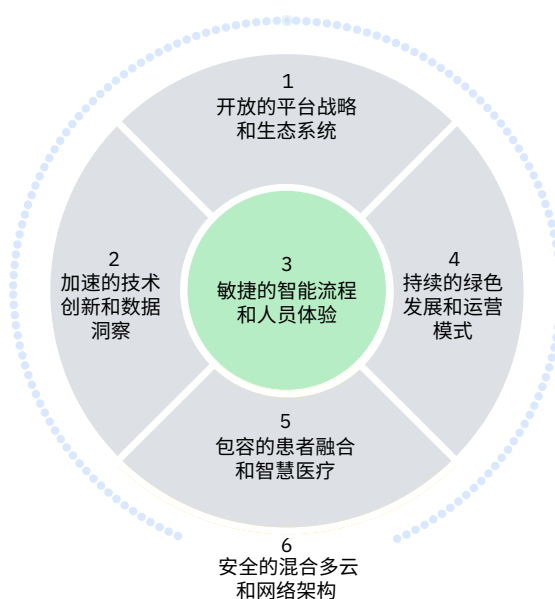 1
开放的平台战略
和生态系统
2
加速的技术
创新和数据
洞察
3
敏捷的智能流程
和人员体验
4
持续的绿色
发展和运营
模式
5
包容的患者融合
和智慧医疗
6
安全的混合多云
和网络架构